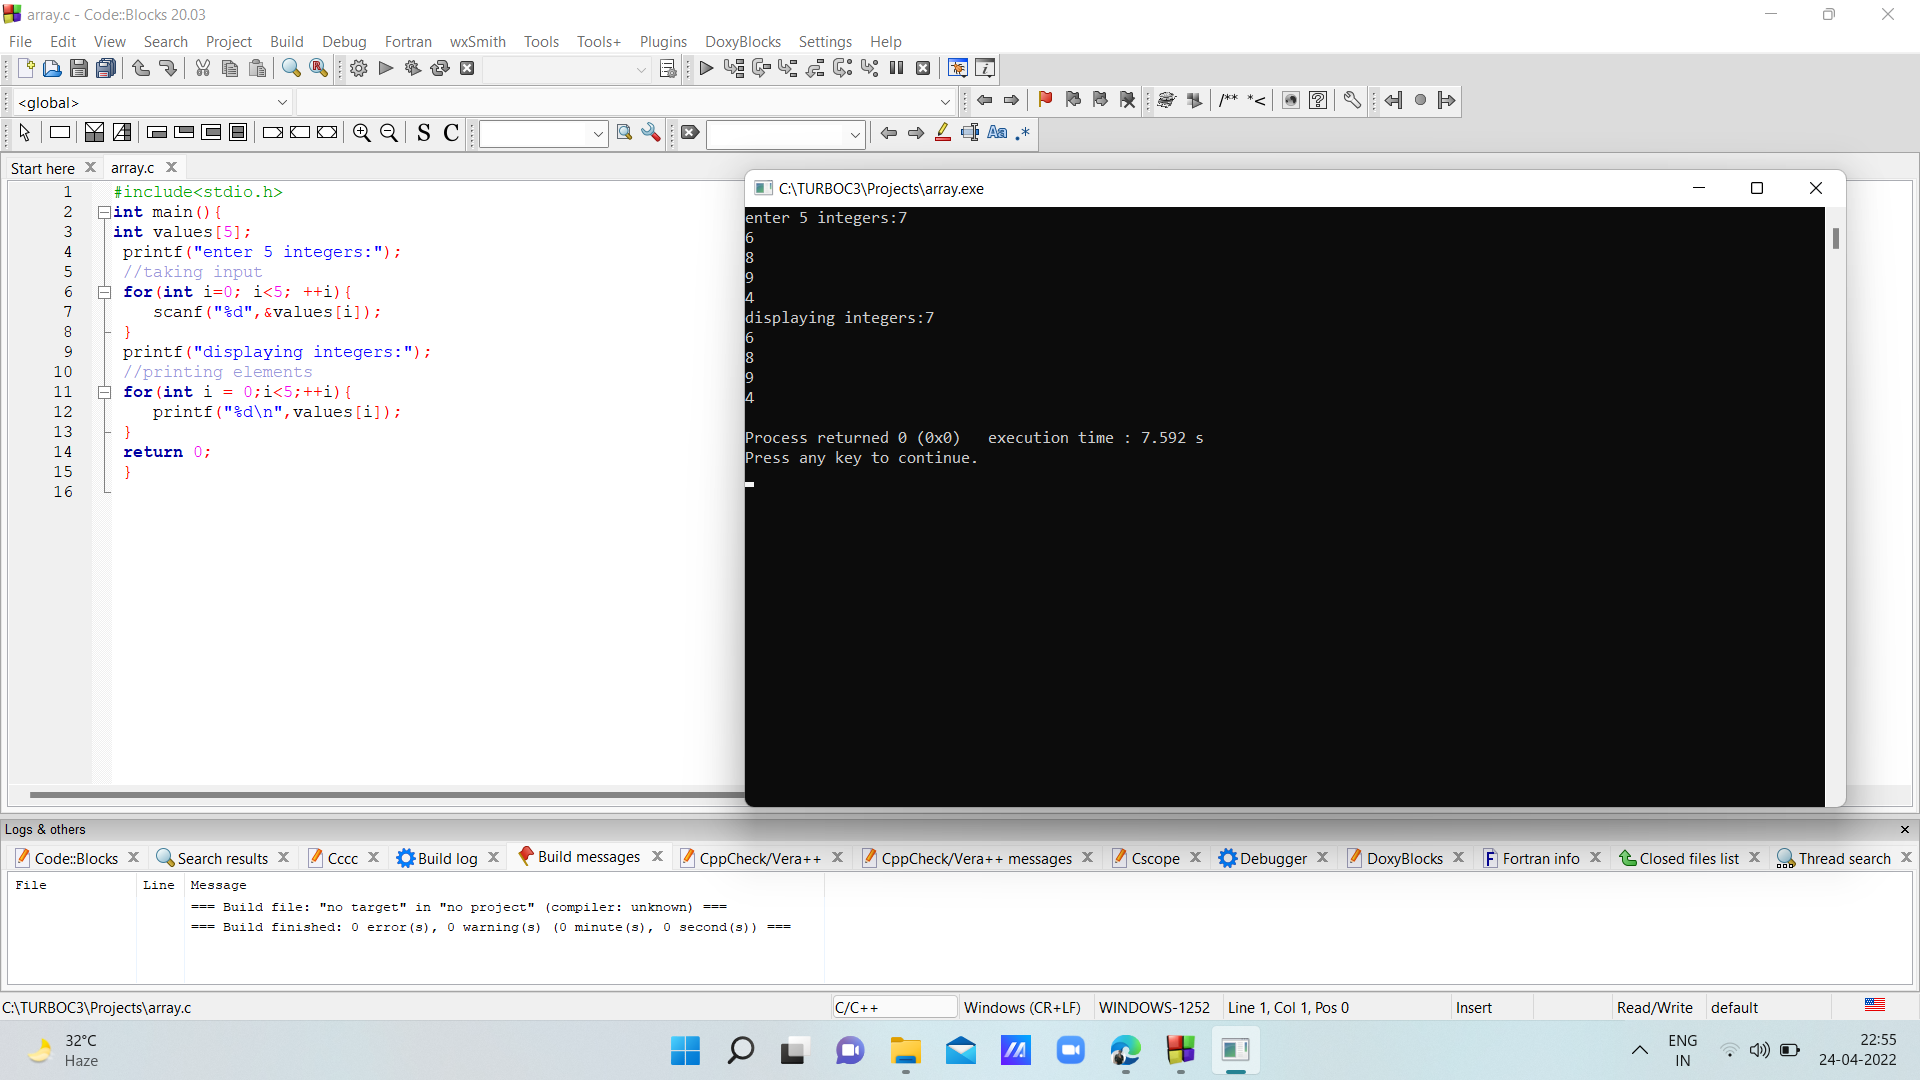 array.c - Code::Blocks 20.03
File Edit View Search Project Build Debug Fortran wxSmith Tools Tools+ Plugins DoxyBlocks Settings Help
<global>
/** *<
S C
Aa .*
Start here array.c
1 #include<stdio.h>
2 int main(){
3 int values[5];
4 printf("enter 5 integers:");
5 //taking input
6 for(int i=0; i<5; ++i){
7 scanf("%d",&values[i]);
8 }
9 printf("displaying integers:");
10 //printing elements
11 for(int i = 0;i<5;++i){
12 printf("%d\n",values[i]);
13 }
14 return 0;
15 }
16
C:\TURBOC3\Projects\array.exe
enter 5 integers:7
6
8
9
4
displaying integers:7
6
8
9
4
Process returned 0 (0x0) execution time : 7.592 s
Press any key to continue.
Logs & others
Code::Blocks Search results Cccc Build log Build messages CppCheck/Vera++ CppCheck/Vera++ messages Cscope Debugger DoxyBlocks Fortran info Closed files list Thread search
File Line Message
=== Build file: "no target" in "no project" (compiler: unknown) ===
=== Build finished: 0 error(s), 0 warning(s) (0 minute(s), 0 second(s)) ===
C:\TURBOC3\Projects\array.c C/C++ Windows (CR+LF) WINDOWS-1252 Line 1, Col 1, Pos 0 Insert Read/Write default
32°C
Haze
ENG
IN
22:55
24-04-2022